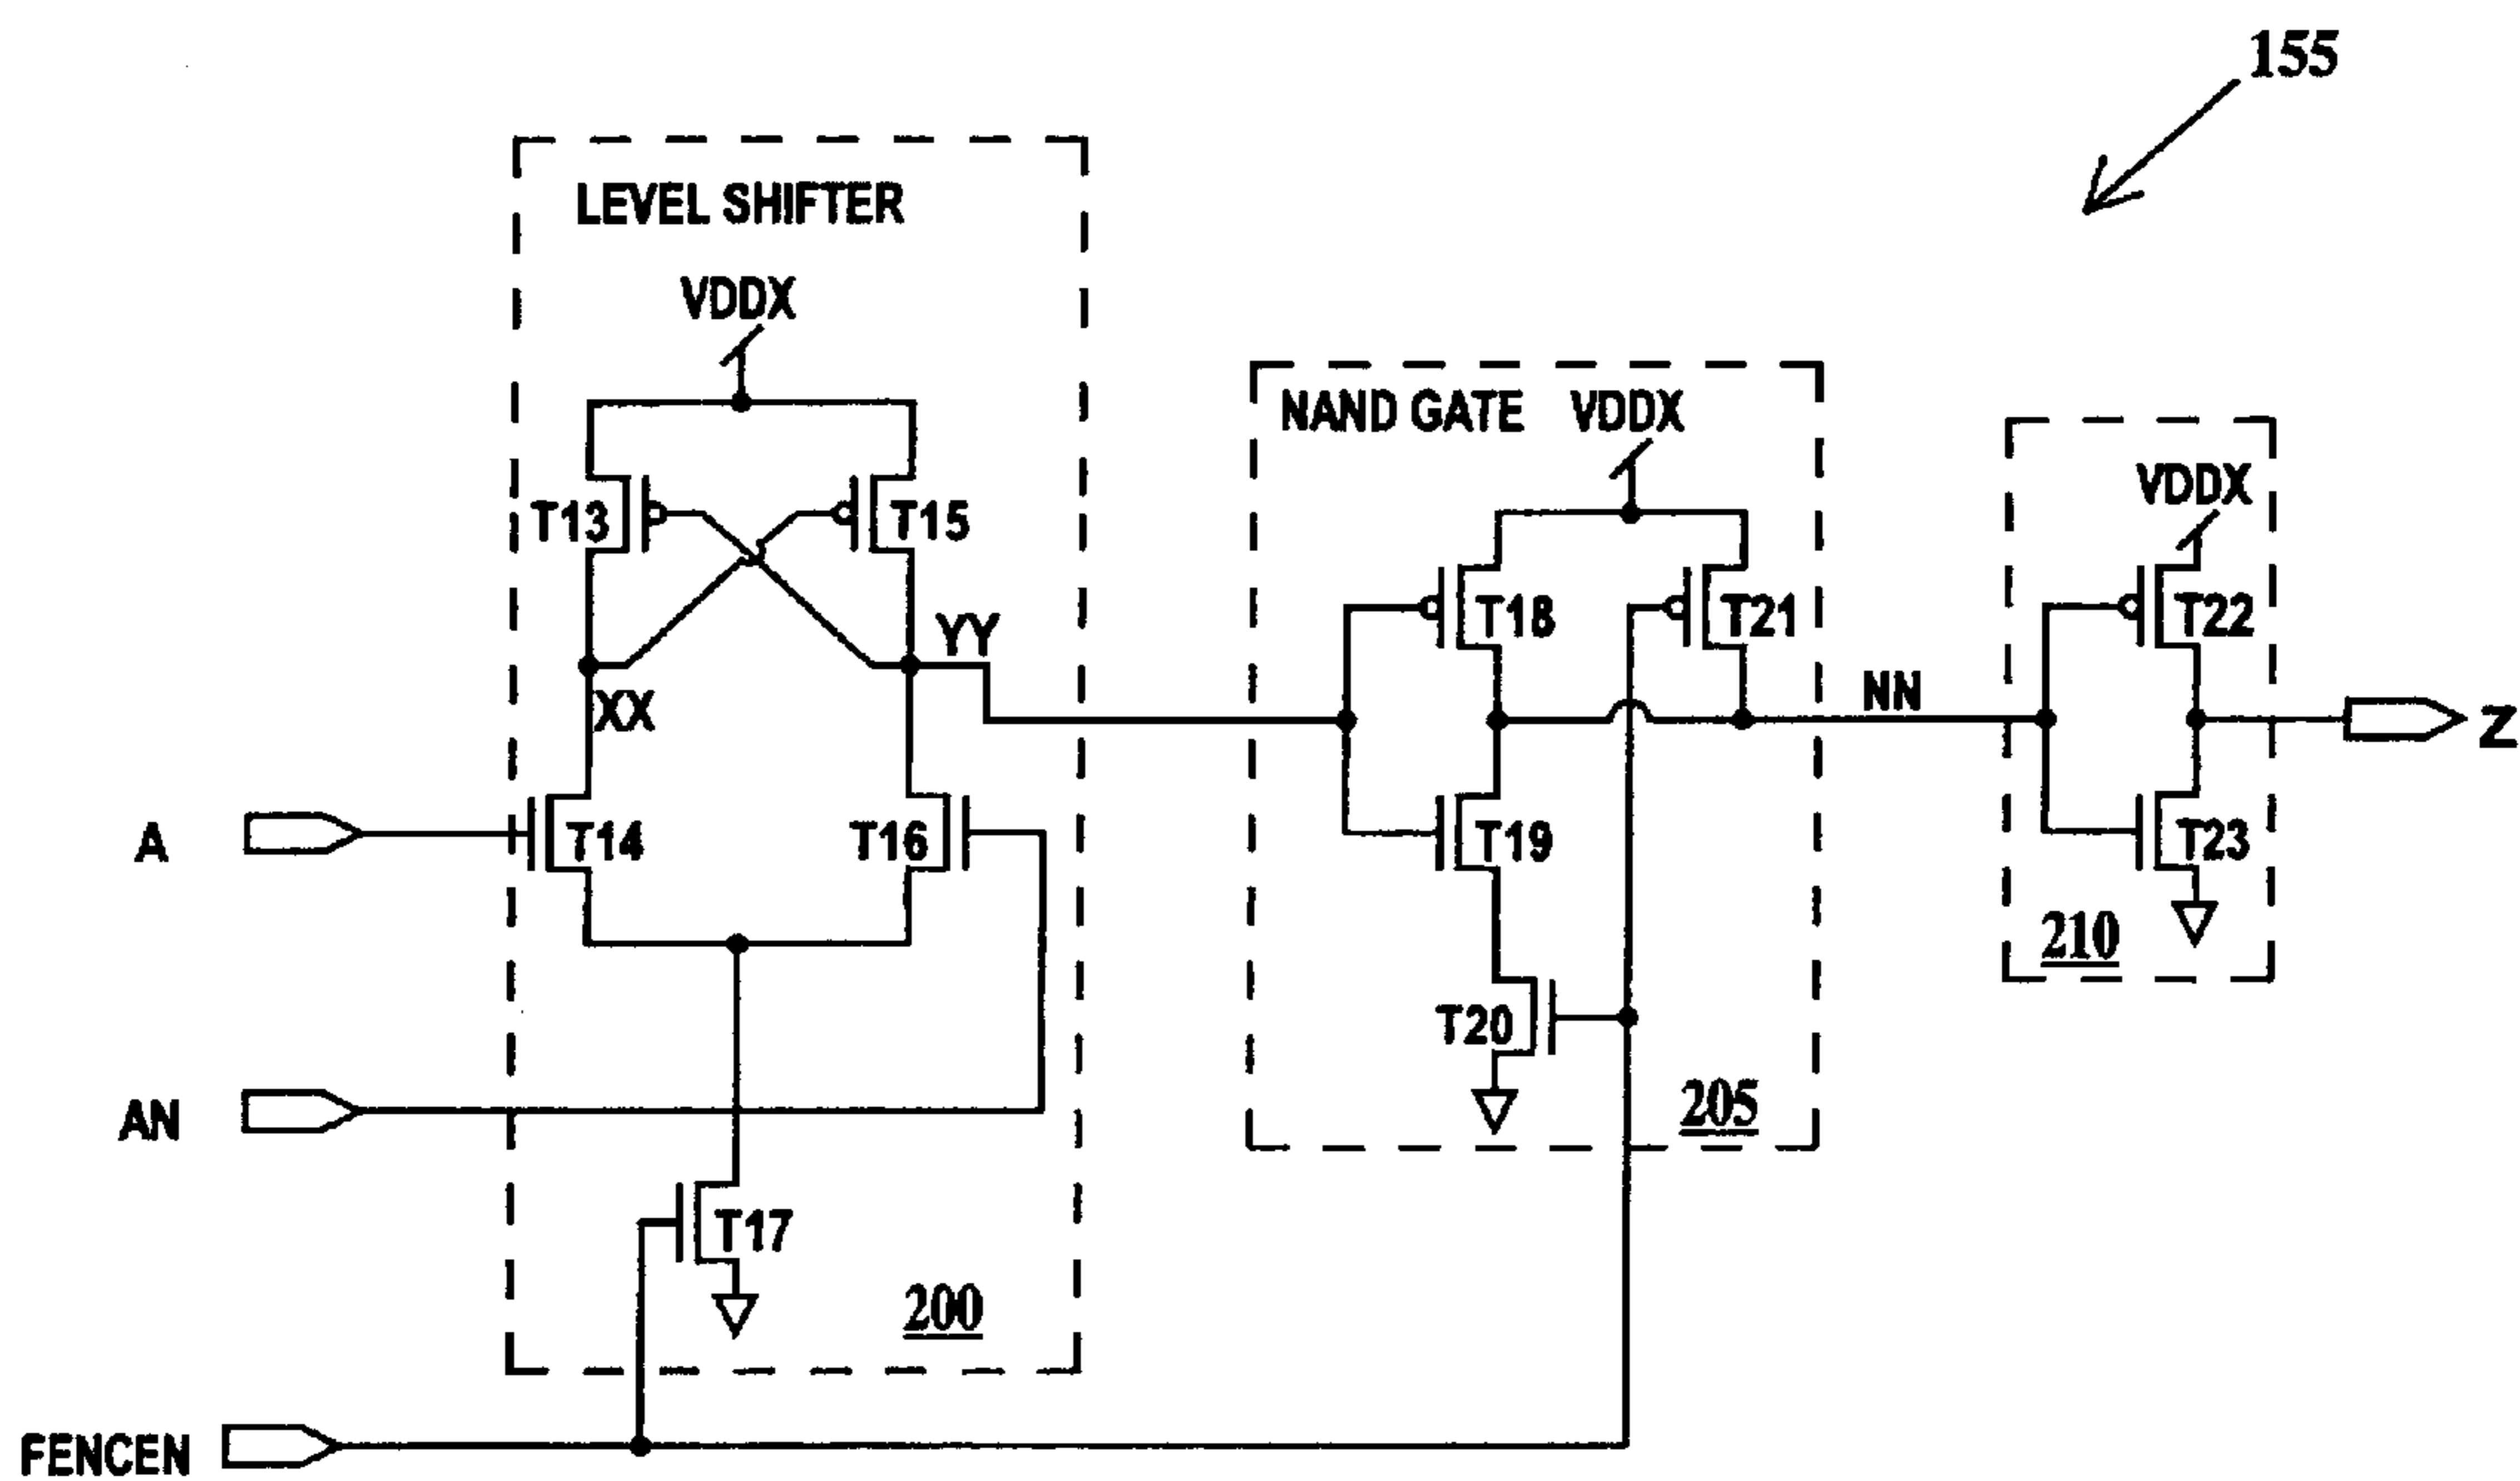 155
LEVEL SHIFTER
VDDX
NAND GATE VDDX
VDDX
T13
T15
T18
T21
T22
YY
XX
NN
Z
A
T14
T16
T19
T23
210
T20
AN
205
T17
200
FENCEN